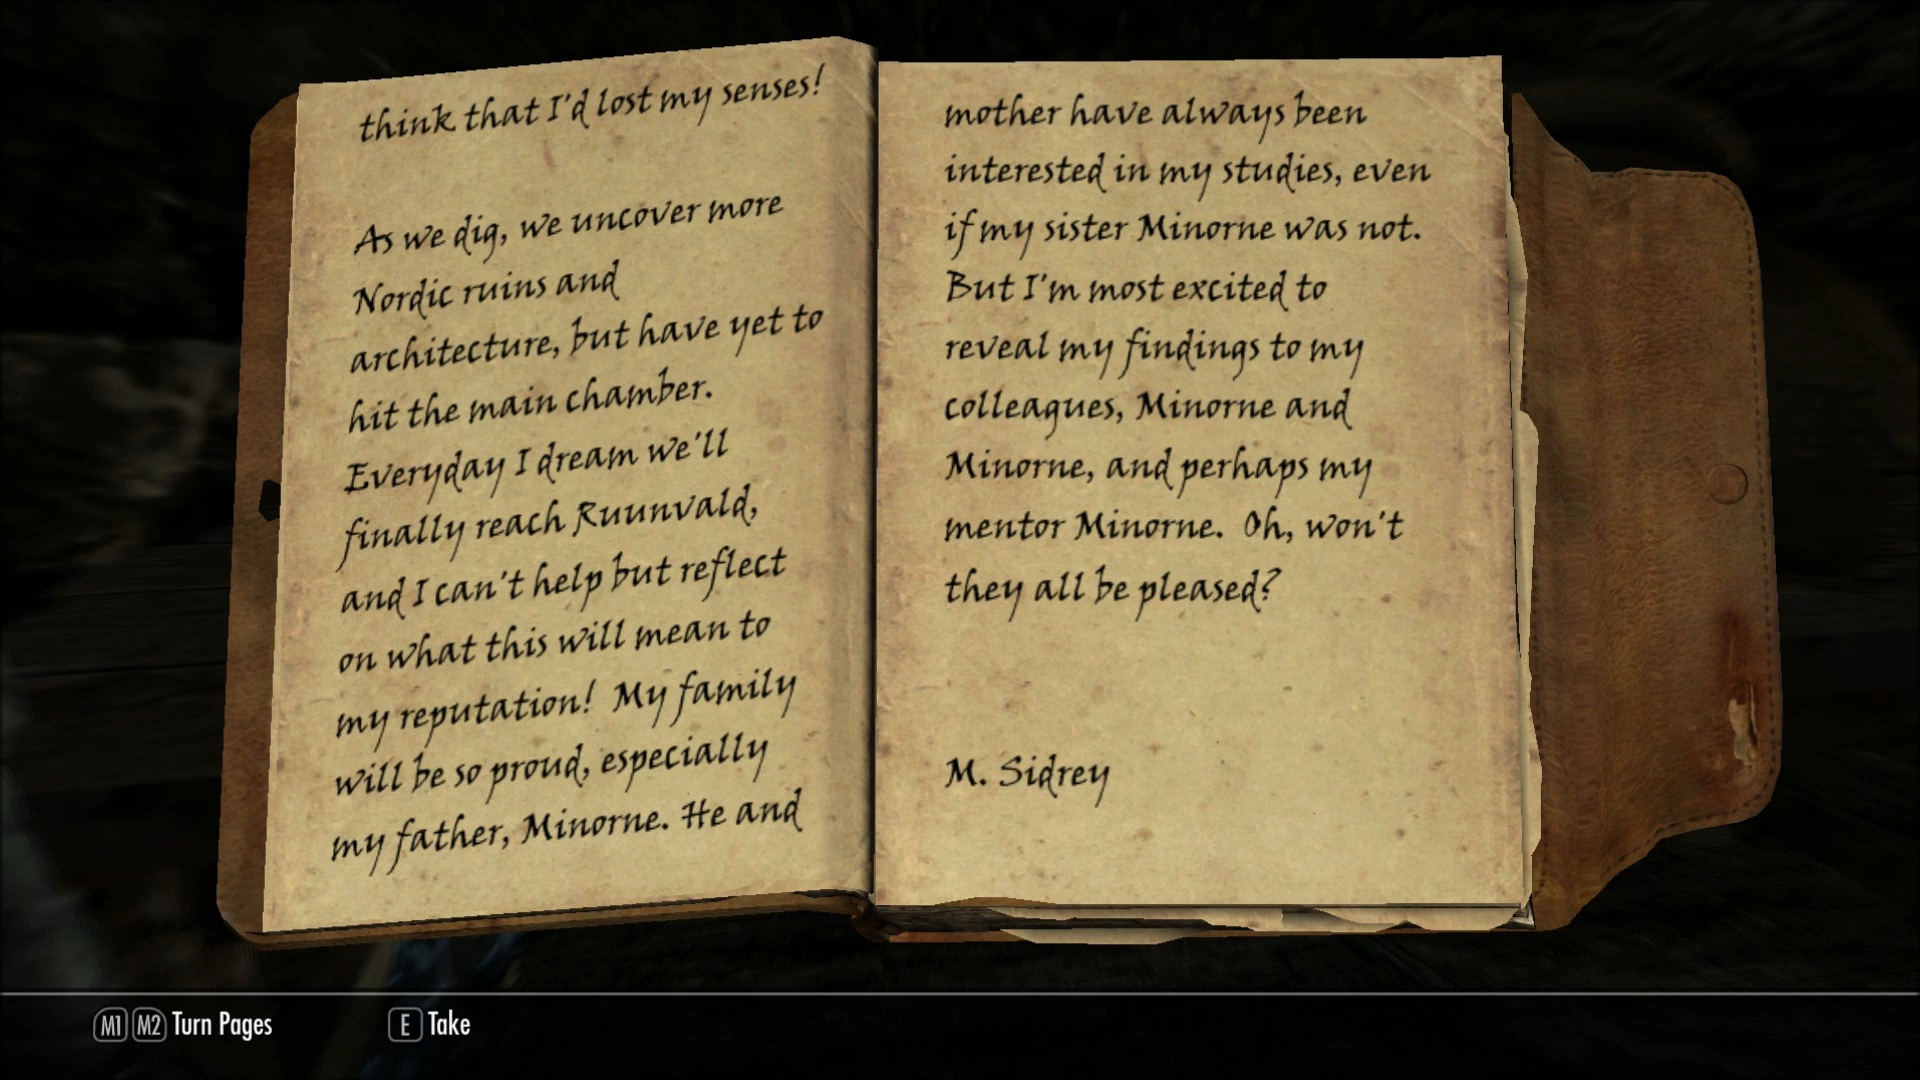 think that I'd lost my senses!
As we dig, we uncover more
Nordic ruins and
architecture, but have yet to
hit the main chamber.
Everyday I dream we'll
finally reach Ruunvald,
and I can't help but reflect
on what this will mean to
my reputation!  My family
will be so proud, especially
my father, Minorne. He and
mother have always been
interested in my studies, even
if my sister Minorne was not.
But I'm most excited to
reveal my findings to my
colleagues, Minorne and
Minorne, and perhaps my
mentor Minorne.  Oh, won't
they all be pleased?
M. Sidrey
M1 M2 Turn Pages
E Take